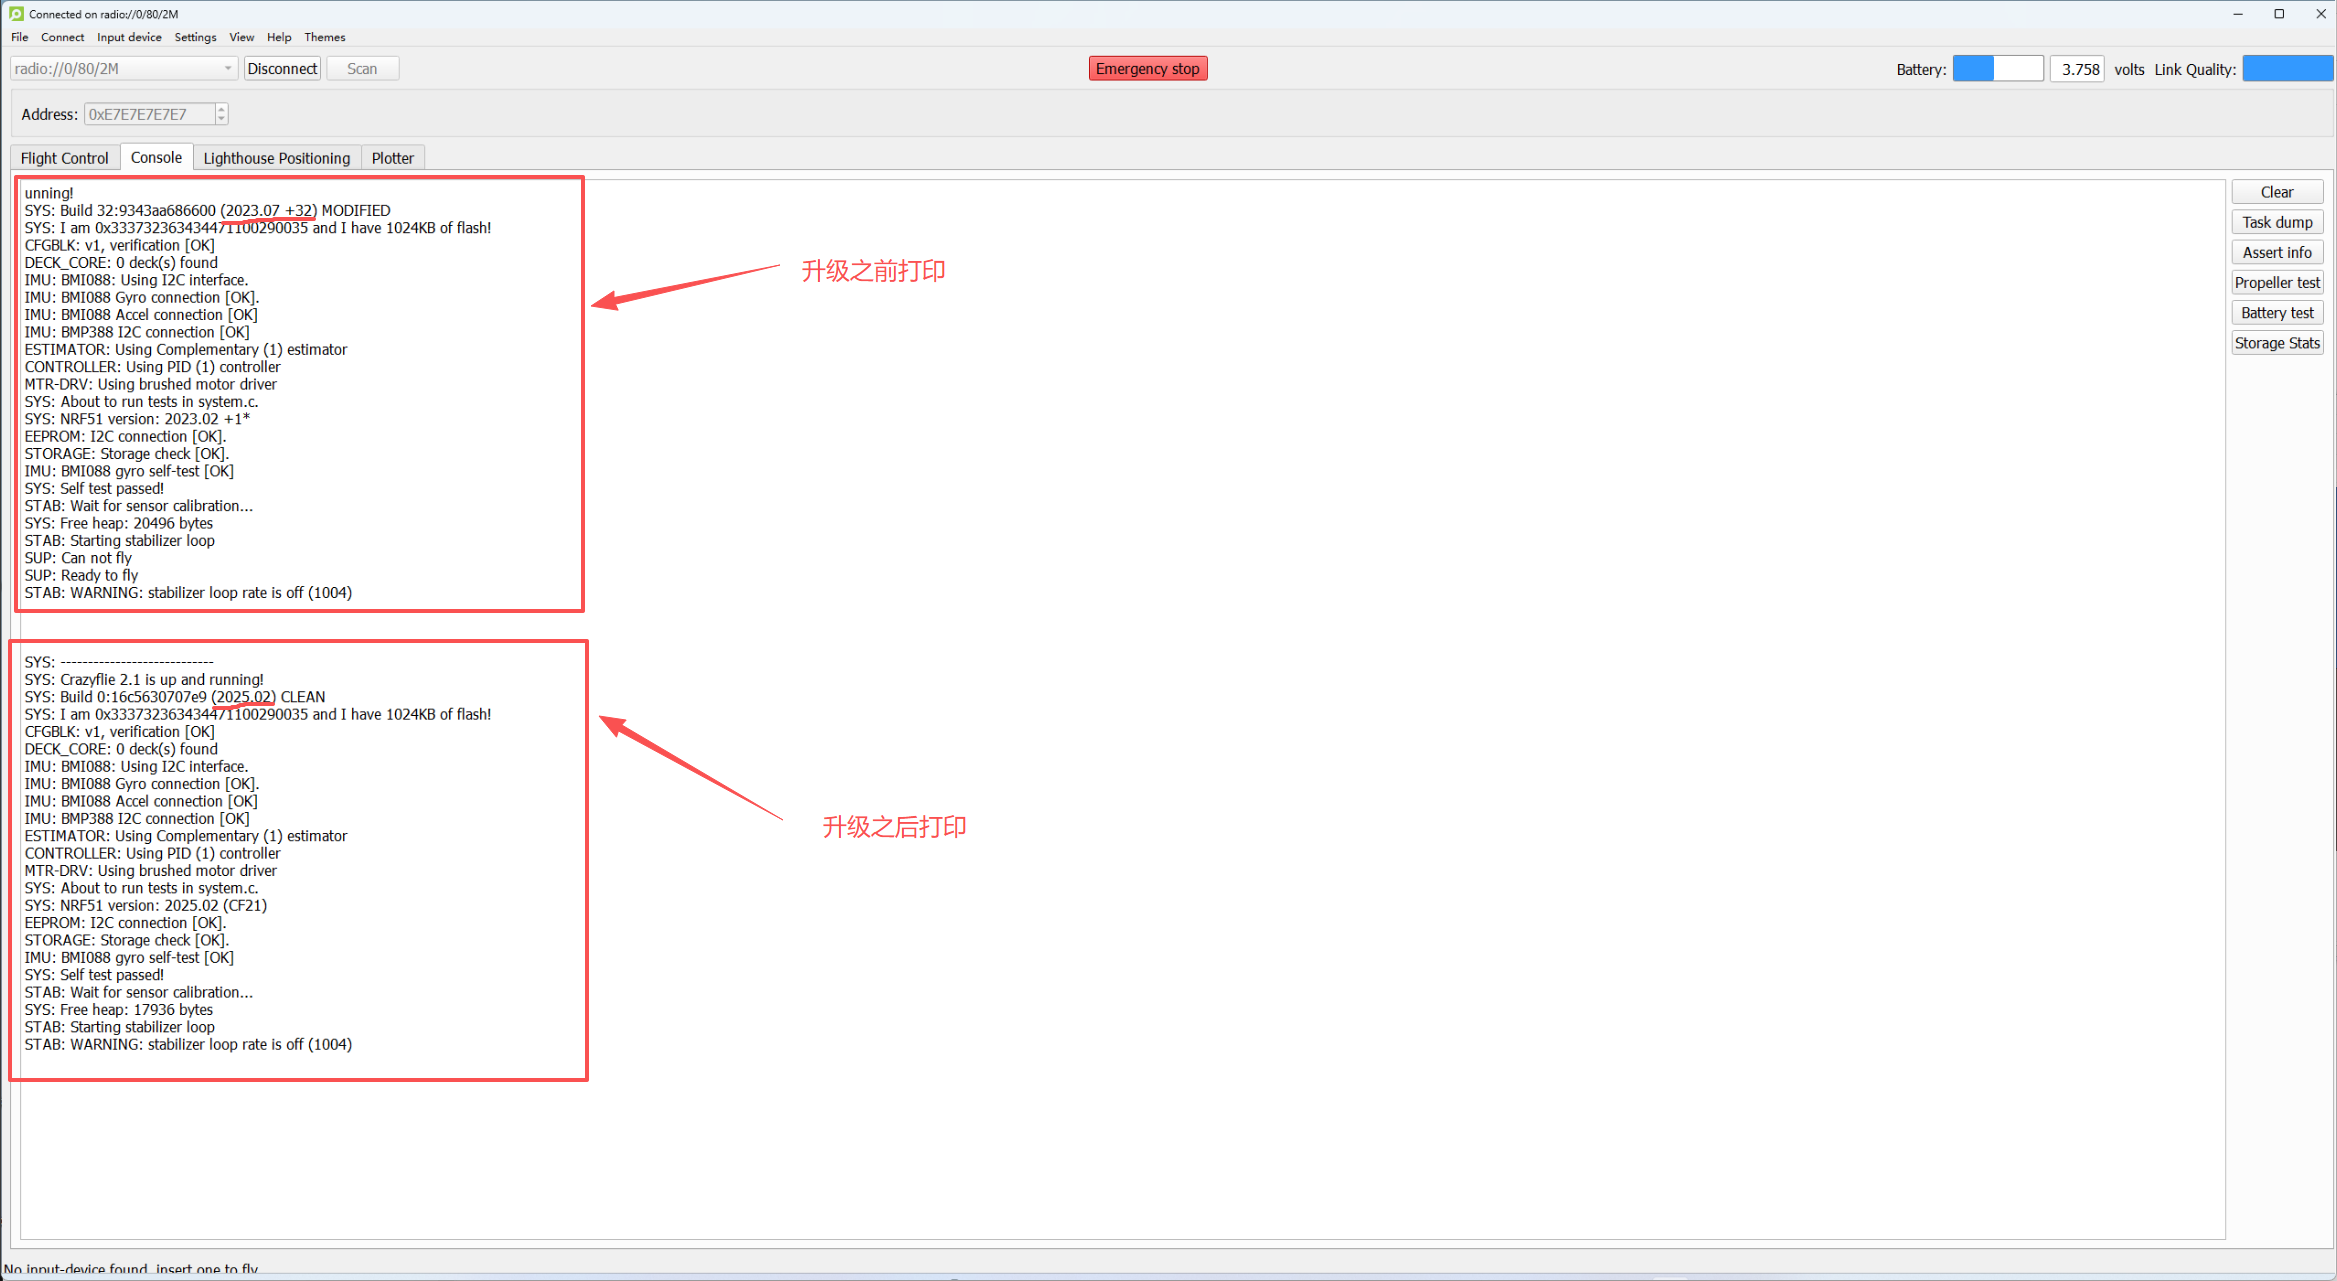 Connected on radio://0/80/2M
File Connect Input device Settings View Help Themes
radio://0/80/2M Disconnect Scan Emergency stop Battery: 3.758 volts Link Quality:
Address: 0xE7E7E7E7E7
Flight Control Console Lighthouse Positioning Plotter
unning!
SYS: Build 32:9343aa686600 (2023.07 +32) MODIFIED
SYS: I am 0x333732363434471100290035 and I have 1024KB of flash!
CFGBLK: v1, verification [OK]
DECK_CORE: 0 deck(s) found
IMU: BMI088: Using I2C interface.
IMU: BMI088 Gyro connection [OK].
IMU: BMI088 Accel connection [OK]
IMU: BMP388 I2C connection [OK]
ESTIMATOR: Using Complementary (1) estimator
CONTROLLER: Using PID (1) controller
MTR-DRV: Using brushed motor driver
SYS: About to run tests in system.c.
SYS: NRF51 version: 2023.02 +1*
EEPROM: I2C connection [OK].
STORAGE: Storage check [OK].
IMU: BMI088 gyro self-test [OK]
SYS: Self test passed!
STAB: Wait for sensor calibration...
SYS: Free heap: 20496 bytes
STAB: Starting stabilizer loop
SUP: Can not fly
SUP: Ready to fly
STAB: WARNING: stabilizer loop rate is off (1004)
升级之前打印
SYS: ----------------------------
SYS: Crazyflie 2.1 is up and running!
SYS: Build 0:16c5630707e9 (2025.02) CLEAN
SYS: I am 0x333732363434471100290035 and I have 1024KB of flash!
CFGBLK: v1, verification [OK]
DECK_CORE: 0 deck(s) found
IMU: BMI088: Using I2C interface.
IMU: BMI088 Gyro connection [OK].
IMU: BMI088 Accel connection [OK]
IMU: BMP388 I2C connection [OK]
ESTIMATOR: Using Complementary (1) estimator
CONTROLLER: Using PID (1) controller
MTR-DRV: Using brushed motor driver
SYS: About to run tests in system.c.
SYS: NRF51 version: 2025.02 (CF21)
EEPROM: I2C connection [OK].
STORAGE: Storage check [OK].
IMU: BMI088 gyro self-test [OK]
SYS: Self test passed!
STAB: Wait for sensor calibration...
SYS: Free heap: 17936 bytes
STAB: Starting stabilizer loop
STAB: WARNING: stabilizer loop rate is off (1004)
升级之后打印
Clear
Task dump
Assert info
Propeller test
Battery test
Storage Stats
No input-device found, insert one to fly